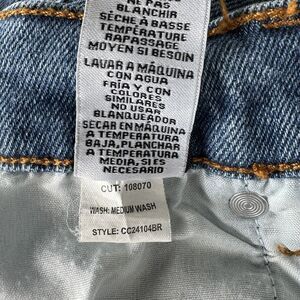 NE PAS
BLANCHIR
SÈCHE À BASSE
TEMPÉRATURE
RAPASSAGE
MOYEN SI BESOIN
LAVAR A MÁQUINA
CON AGUA
FRÍA Y CON
COLORES
SIMILARES
NO USAR
BLANQUEADOR
SECAR EN MÁQUINA
A TEMPERATURA
BAJA, PLANCHAR
A TEMPERATURA
MEDIA, SI ES
NECESARIO
CUT: 108070
WASH: MEDIUM WASH
STYLE: CC24104BR